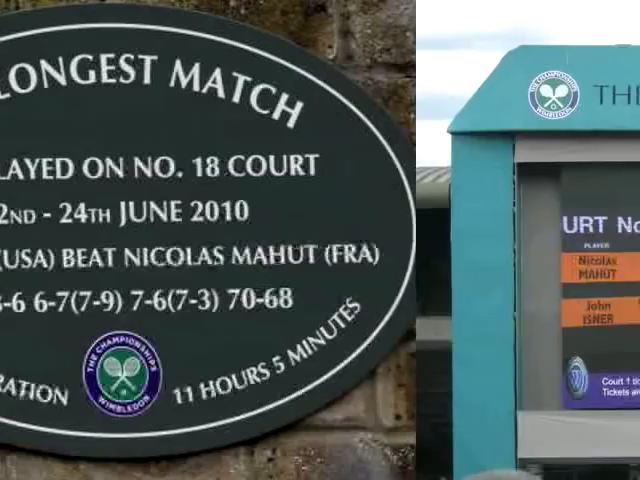 LONGEST MATCH
LAYED ON NO. 18 COURT
2ND - 24TH JUNE 2010
(USA) BEAT NICOLAS MAHUT (FRA)
-6 6-7(7-9) 7-6(7-3) 70-68
RATION 11 HOURS 5 MINUTES
THE CHAMPIONSHIPS
WIMBLEDON
THE CHAMPIONSHIPS
WIMBLEDON
THE
URT No
PLAYER
Nicolas
MAHUT
John
ISNER
Court 1 tic
Tickets av